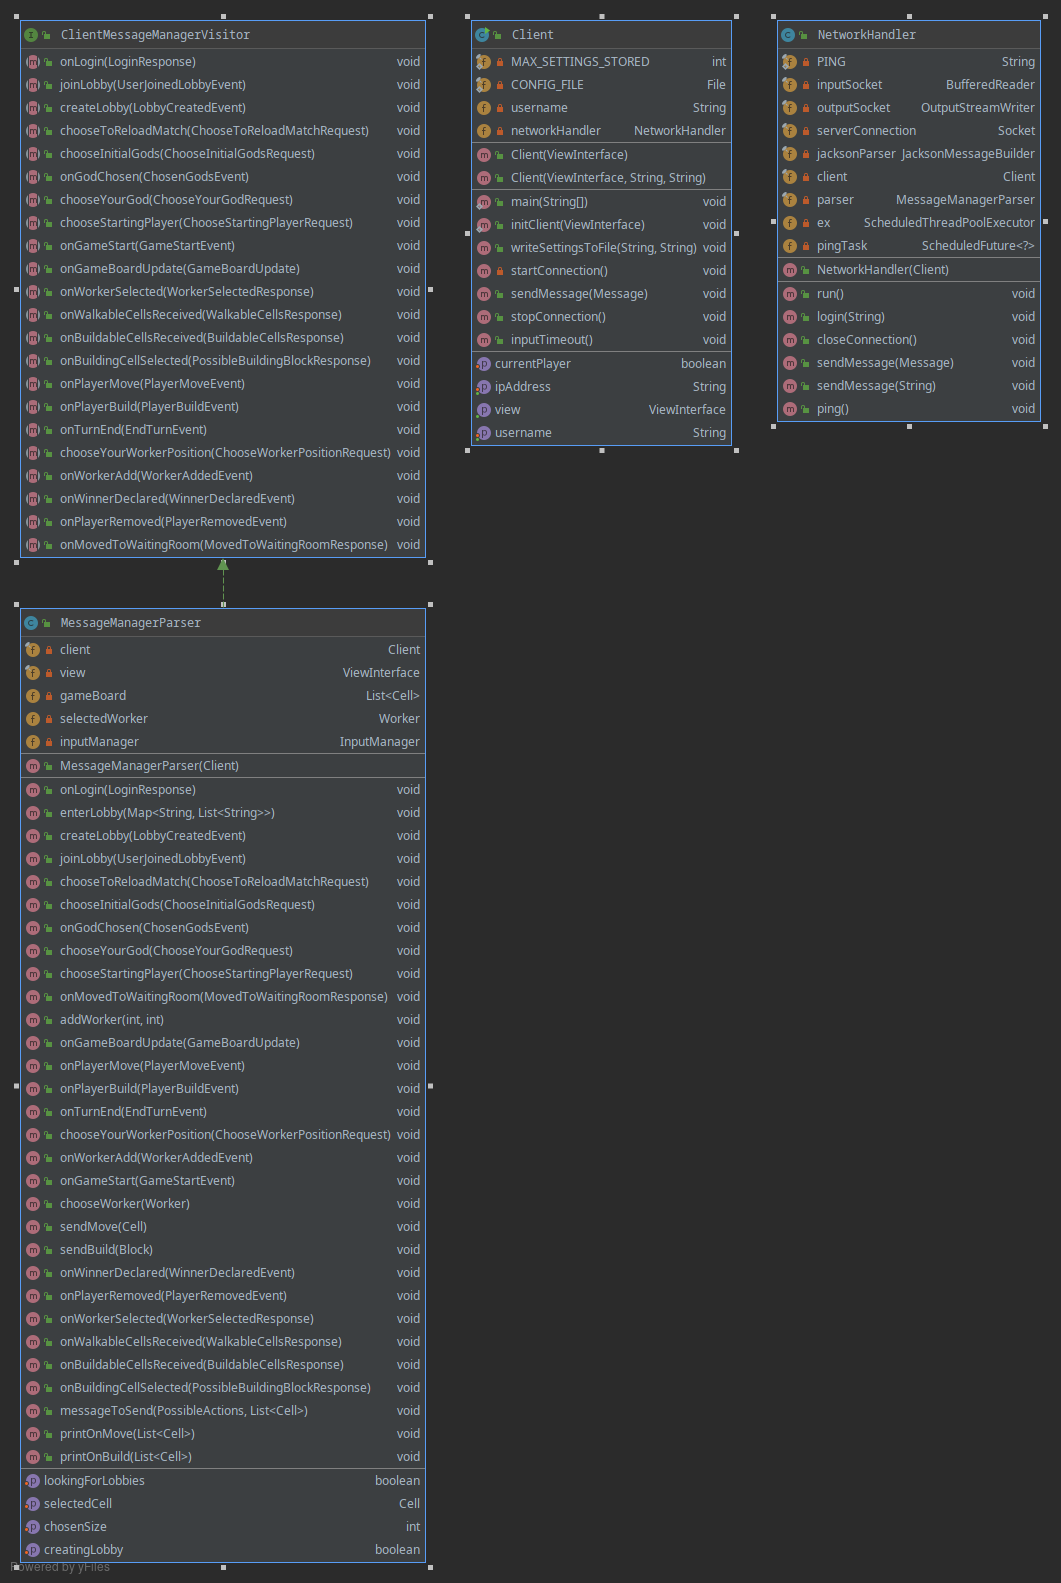 ClientMessageManagerVisitor
onLogin(LoginResponse) void
joinLobby(UserJoinedLobbyEvent) void
createLobby(LobbyCreatedEvent) void
chooseToReloadMatch(ChooseToReloadMatchRequest) void
chooseInitialGods(ChooseInitialGodsRequest) void
onGodChosen(ChosenGodsEvent) void
chooseYourGod(ChooseYourGodRequest) void
chooseStartingPlayer(ChooseStartingPlayerRequest) void
onGameStart(GameStartEvent) void
onGameBoardUpdate(GameBoardUpdate) void
onWorkerSelected(WorkerSelectedResponse) void
onWalkableCellsReceived(WalkableCellsResponse) void
onBuildableCellsReceived(BuildableCellsResponse) void
onBuildingCellSelected(PossibleBuildingBlockResponse) void
onPlayerMove(PlayerMoveEvent) void
onPlayerBuild(PlayerBuildEvent) void
onTurnEnd(EndTurnEvent) void
chooseYourWorkerPosition(ChooseWorkerPositionRequest) void
onWorkerAdd(WorkerAddedEvent) void
onWinnerDeclared(WinnerDeclaredEvent) void
onPlayerRemoved(PlayerRemovedEvent) void
onMovedToWaitingRoom(MovedToWaitingRoomResponse) void
Client
MAX_SETTINGS_STORED int
CONFIG_FILE File
username String
networkHandler NetworkHandler
Client(ViewInterface)
Client(ViewInterface, String, String)
main(String[]) void
initClient(ViewInterface) void
writeSettingsToFile(String, String) void
startConnection() void
sendMessage(Message) void
stopConnection() void
inputTimeout() void
currentPlayer boolean
ipAddress String
view ViewInterface
username String
NetworkHandler
PING String
inputSocket BufferedReader
outputSocket OutputStreamWriter
serverConnection Socket
jacksonParser JacksonMessageBuilder
client Client
parser MessageManagerParser
ex ScheduledThreadPoolExecutor
pingTask ScheduledFuture<?>
NetworkHandler(Client)
run() void
login(String) void
closeConnection() void
sendMessage(Message) void
sendMessage(String) void
ping() void
MessageManagerParser
client Client
view ViewInterface
gameBoard List<Cell>
selectedWorker Worker
inputManager InputManager
MessageManagerParser(Client)
onLogin(LoginResponse) void
enterLobby(Map<String, List<String>>) void
createLobby(LobbyCreatedEvent) void
joinLobby(UserJoinedLobbyEvent) void
chooseToReloadMatch(ChooseToReloadMatchRequest) void
chooseInitialGods(ChooseInitialGodsRequest) void
onGodChosen(ChosenGodsEvent) void
chooseYourGod(ChooseYourGodRequest) void
chooseStartingPlayer(ChooseStartingPlayerRequest) void
onMovedToWaitingRoom(MovedToWaitingRoomResponse) void
addWorker(int, int) void
onGameBoardUpdate(GameBoardUpdate) void
onPlayerMove(PlayerMoveEvent) void
onPlayerBuild(PlayerBuildEvent) void
onTurnEnd(EndTurnEvent) void
chooseYourWorkerPosition(ChooseWorkerPositionRequest) void
onWorkerAdd(WorkerAddedEvent) void
onGameStart(GameStartEvent) void
chooseWorker(Worker) void
sendMove(Cell) void
sendBuild(Block) void
onWinnerDeclared(WinnerDeclaredEvent) void
onPlayerRemoved(PlayerRemovedEvent) void
onWorkerSelected(WorkerSelectedResponse) void
onWalkableCellsReceived(WalkableCellsResponse) void
onBuildableCellsReceived(BuildableCellsResponse) void
onBuildingCellSelected(PossibleBuildingBlockResponse) void
messageToSend(PossibleActions, List<Cell>) void
printOnMove(List<Cell>) void
printOnBuild(List<Cell>) void
lookingForLobbies boolean
selectedCell Cell
chosenSize int
creatingLobby boolean
Powered by yFiles